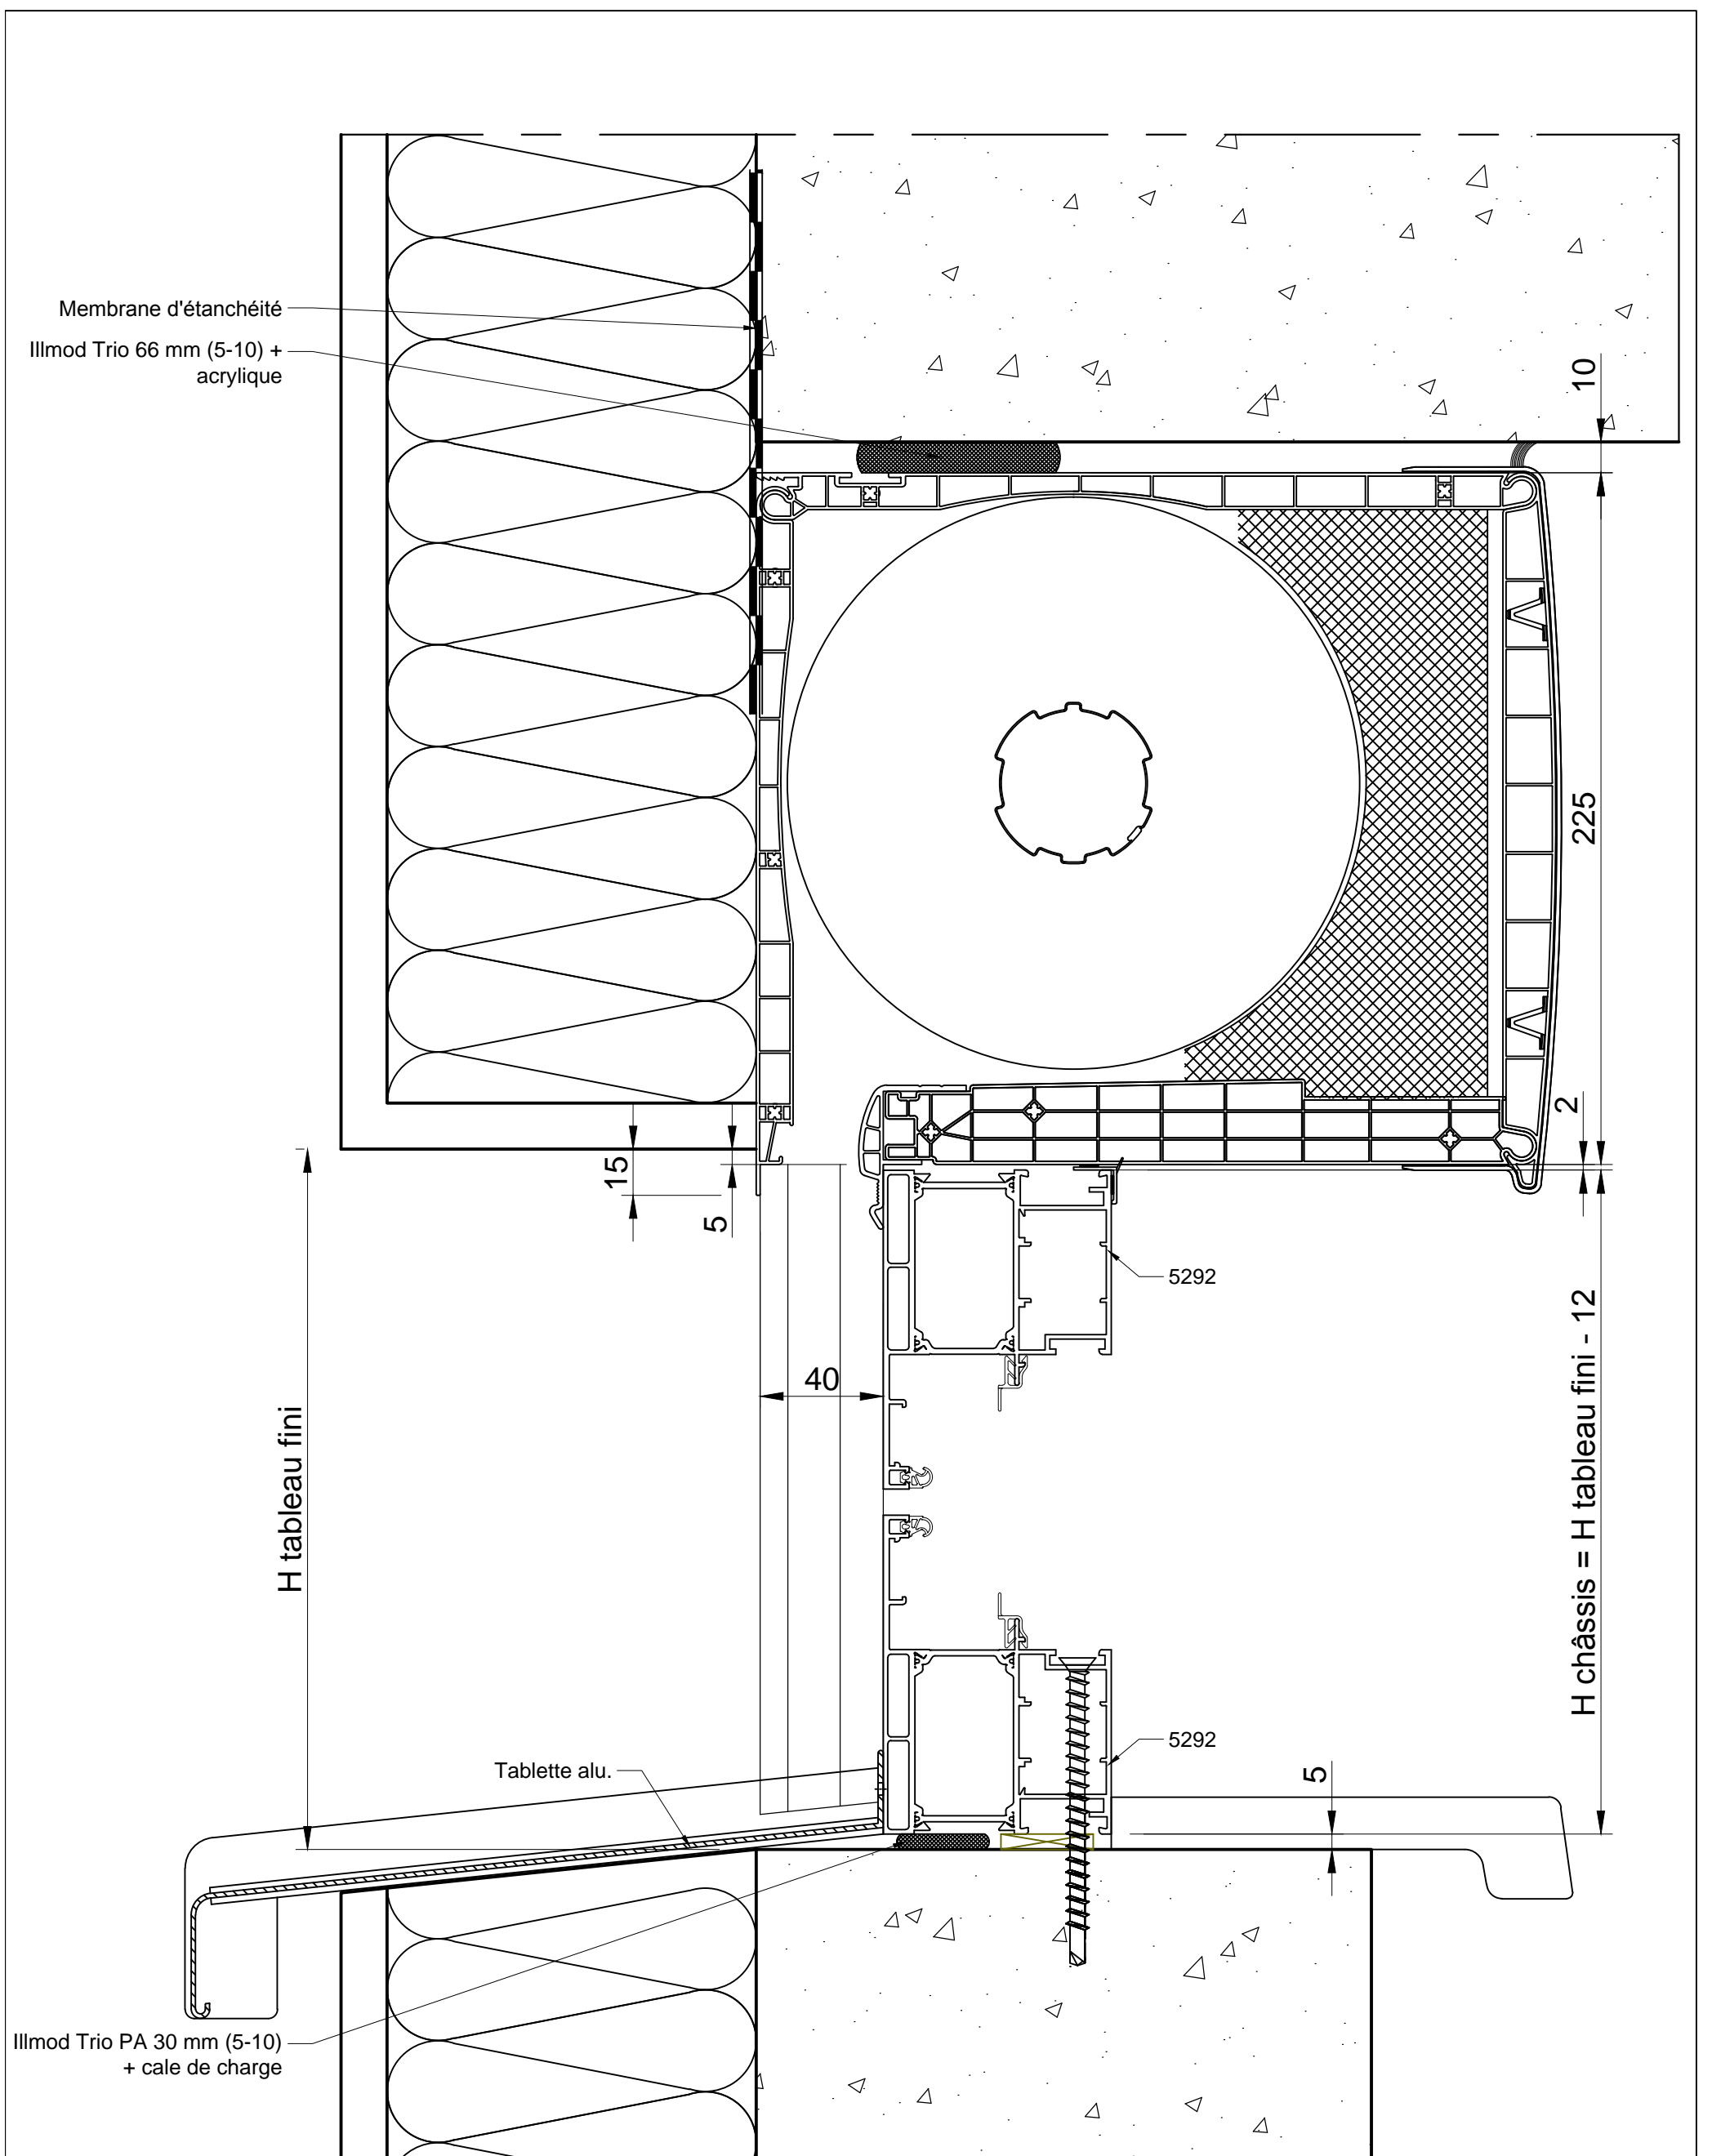 Membrane d'étanchéité
Illmod Trio 66 mm (5-10) +
acrylique
10
225
2
15
5
5292
40
H tableau fini
H châssis = H tableau fini - 12
5292
Tablette alu.
5
Illmod Trio PA 30 mm (5-10)
+ cale de charge